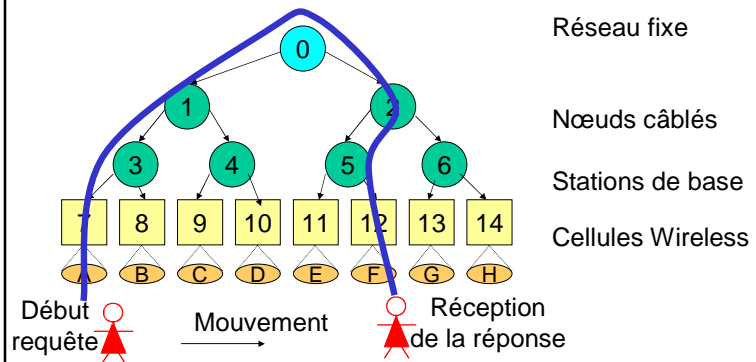 Réseau fixe
0
1
2
Nœuds câblés
3
4
5
6
Stations de base
7
8
9
10
11
12
13
14
Cellules Wireless
A
B
C
D
E
F
G
H
Début
requête
Mouvement
Réception
de la réponse